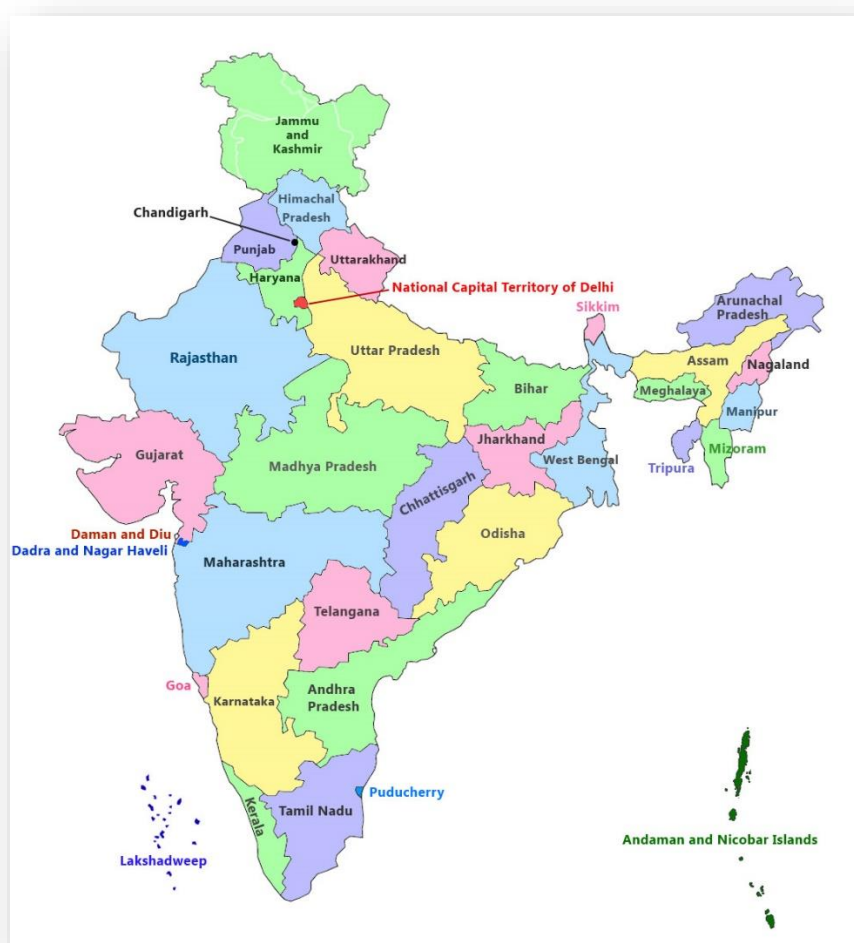 Jammu
and
Kashmir
Himachal
Pradesh
Chandigarh
Punjab
Uttarakhand
Haryana
National Capital Territory of Delhi
Sikkim
Arunachal
Pradesh
Rajasthan
Uttar Pradesh
Assam
Nagaland
Bihar
Meghalaya
Manipur
Gujarat
Madhya Pradesh
Jharkhand
West Bengal
Mizoram
Tripura
Chhattisgarh
Daman and Diu
Dadra and Nagar Haveli
Odisha
Maharashtra
Telangana
Goa
Karnataka
Andhra
Pradesh
Puducherry
Kerala
Tamil Nadu
Lakshadweep
Andaman and Nicobar Islands